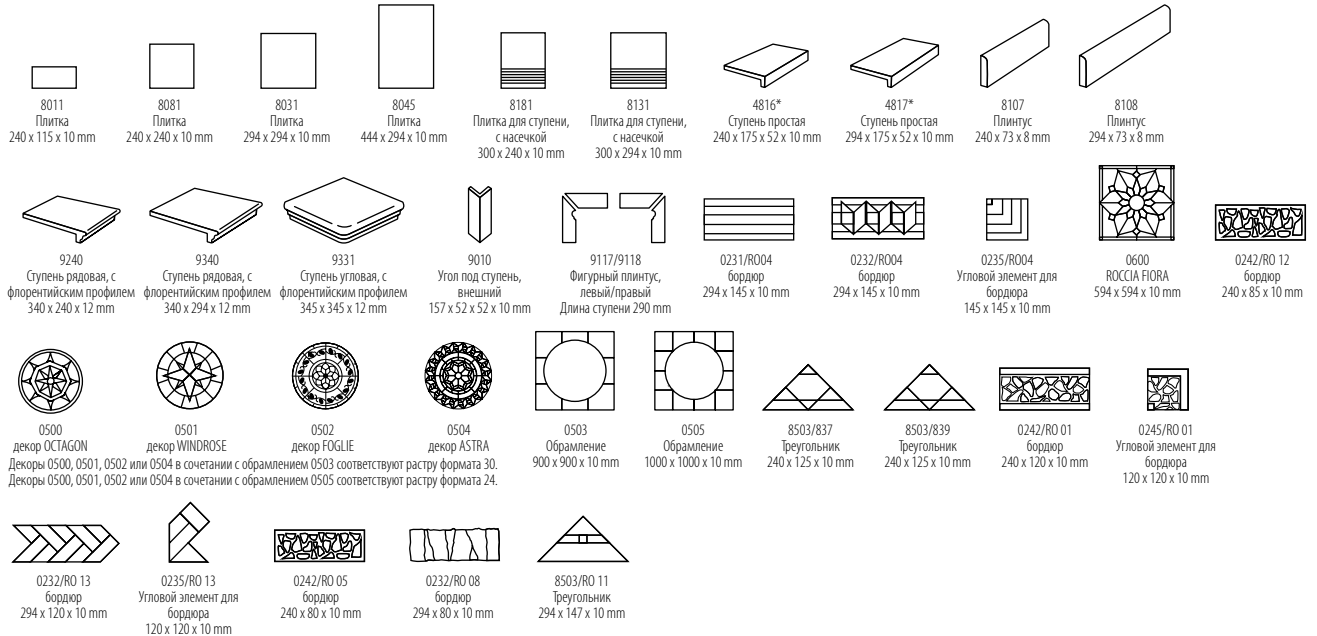 8011
Плитка
240 x 115 x 10 mm
8081
Плитка
240 x 240 x 10 mm
8031
Плитка
294 x 294 x 10 mm
8045
Плитка
444 x 294 x 10 mm
8181
Плитка для ступени,
с насечкой
300 x 240 x 10 mm
8131
Плитка для ступени,
с насечкой
300 x 294 x 10 mm
4816*
Ступень простая
240 x 175 x 52 x 10 mm
4817*
Ступень простая
294 x 175 x 52 x 10 mm
8107
Плинтус
240 x 73 x 8 mm
8108
Плинтус
294 x 73 x 8 mm
9240
Ступень рядовая, с
флорентийским профилем
340 x 240 x 12 mm
9340
Ступень рядовая, с
флорентийским профилем
340 x 294 x 12 mm
9331
Ступень угловая, с
флорентийским профилем
345 x 345 x 12 mm
9010
Угол под ступень,
внешний
157 x 52 x 52 x 10 mm
9117/9118
Фигурный плинтус,
левый/правый
Длина ступени 290 mm
0231/RO04
бордюр
294 x 145 x 10 mm
0232/RO04
бордюр
294 x 145 x 10 mm
0235/RO04
Угловой элемент для
бордюра
145 x 145 x 10 mm
0600
ROCCIA FIORA
594 x 594 x 10 mm
0242/RO 12
бордюр
240 x 85 x 10 mm
0500
декор OCTAGON
0501
декор WINDROSE
0502
декор FOGLIE
0504
декор ASTRA
Декоры 0500, 0501, 0502 или 0504 в сочетании с обрамлением 0503 соответствуют растру формата 30.
Декоры 0500, 0501, 0502 или 0504 в сочетании с обрамлением 0505 соответствуют растру формата 24.
0503
Обрамление
900 x 900 x 10 mm
0505
Обрамление
1000 x 1000 x 10 mm
8503/837
Треугольник
240 x 125 x 10 mm
8503/839
Треугольник
240 x 125 x 10 mm
0242/RO 01
бордюр
240 x 120 x 10 mm
0245/RO 01
Угловой элемент для
бордюра
120 x 120 x 10 mm
0232/RO 13
бордюр
294 x 120 x 10 mm
0235/RO 13
Угловой элемент для
бордюра
120 x 120 x 10 mm
0242/RO 05
бордюр
240 x 80 x 10 mm
0232/RO 08
бордюр
294 x 80 x 10 mm
8503/RO 11
Треугольник
294 x 147 x 10 mm